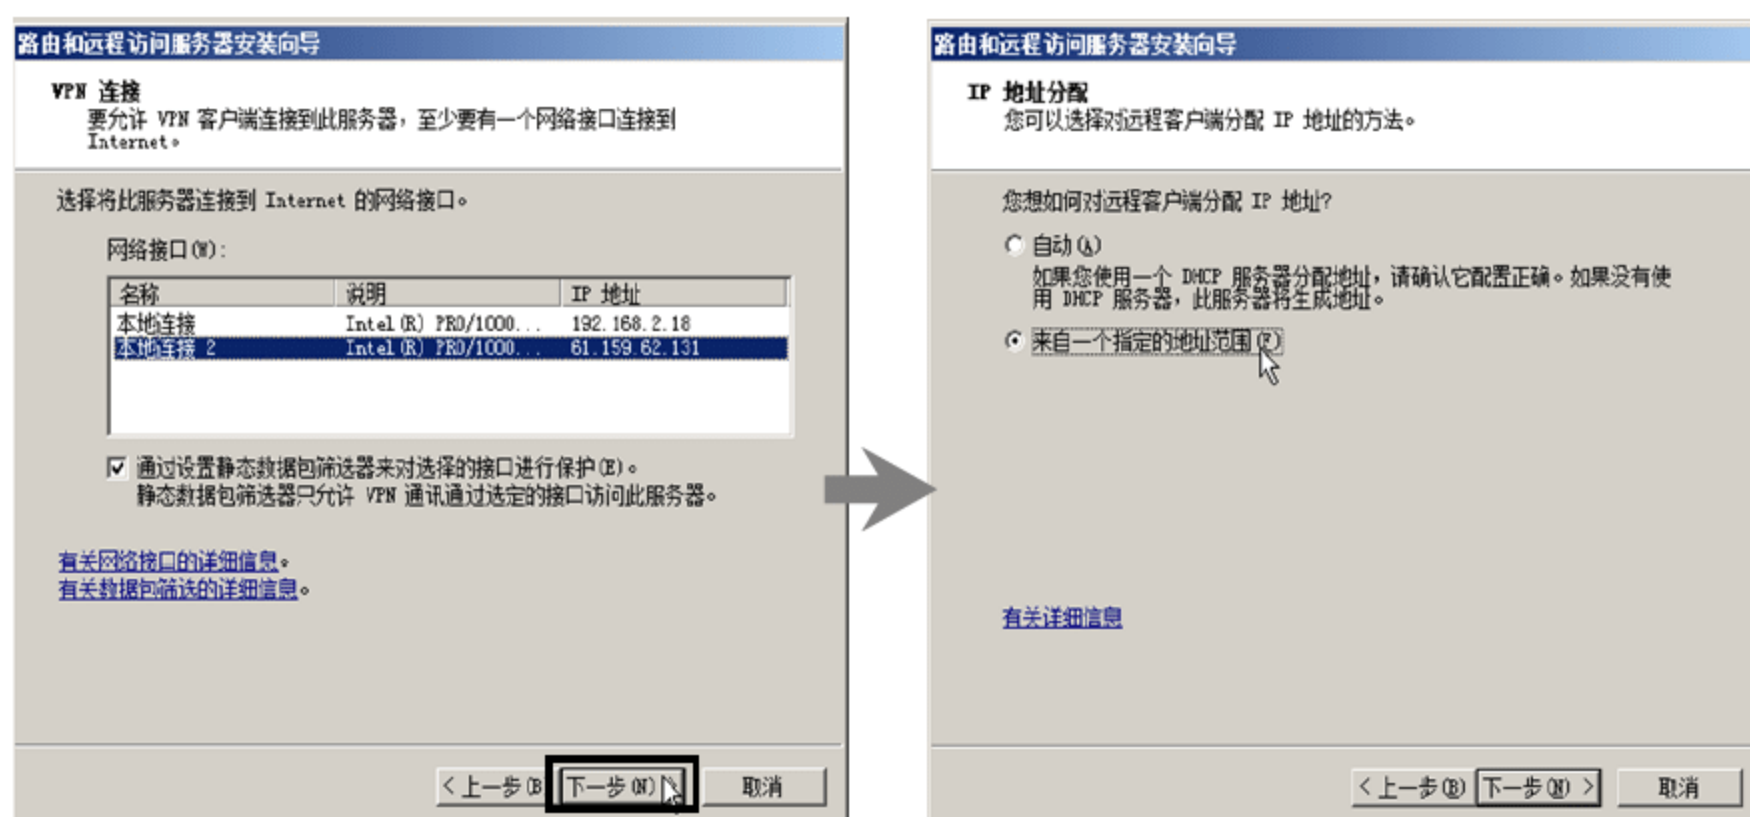 路由和远程访问服务器安装向导
VPN 连接
要允许 VPN 客户端连接到此服务器，至少要有一个网络接口连接到
Internet。
选择将此服务器连接到 Internet 的网络接口。
网络接口(W):
名称 说明 IP 地址
本地连接 Intel(R) PRO/1000... 192.168.2.18
本地连接 2 Intel(R) PRO/1000... 61.159.62.131
通过设置静态数据包筛选器来对选择的接口进行保护(E)。
静态数据包筛选器只允许 VPN 通讯通过选定的接口访问此服务器。
有关网络接口的详细信息。
有关数据包筛选的详细信息。
<上一步(B 下一步(N) 取消
路由和远程访问服务器安装向导
IP 地址分配
您可以选择对远程客户端分配 IP 地址的方法。
您想如何对远程客户端分配 IP 地址?
自动(A)
如果您使用一个 DHCP 服务器分配地址，请确认它配置正确。如果没有使
用 DHCP 服务器，此服务器将生成地址。
来自一个指定的地址范围(F)
有关详细信息
<上一步(B) 下一步(N) > 取消